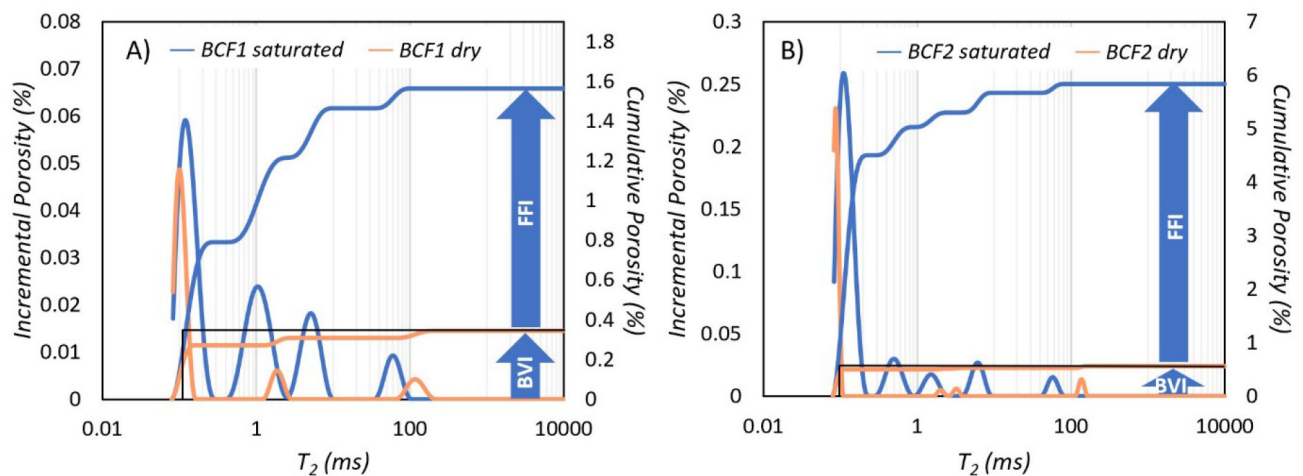 A)
BCF1 saturated
BCF1 dry
Incremental Porosity (%)
0.08
0.07
0.06
0.05
0.04
0.03
0.02
0.01
0
1.8
1.6
1.4
1.2
1
0.8
0.6
0.4
0.2
0
Cumulative Porosity (%)
FFI
BVI
0.01
1
100
10000
T2 (ms)
B)
BCF2 saturated
BCF2 dry
Incremental Porosity (%)
0.3
0.25
0.2
0.15
0.1
0.05
0
7
6
5
4
3
2
1
0
Cumulative Porosity (%)
FFI
BVI
0.01
1
100
10000
T2 (ms)